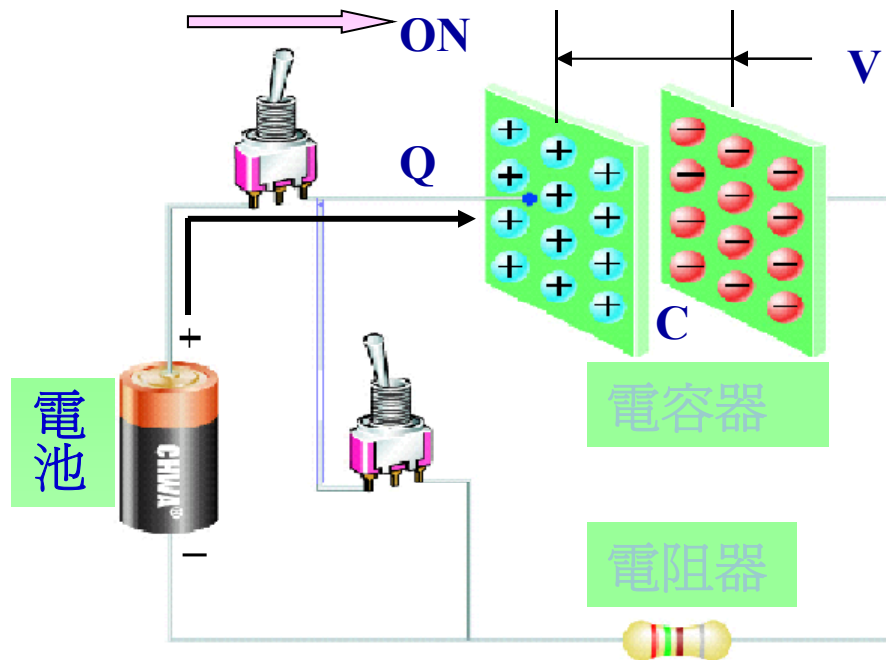 ON
V
Q
+ + + + + + + + + + +
− − − − − − − − − − −
C
+
電容器
電
池
CHWA®
−
電阻器